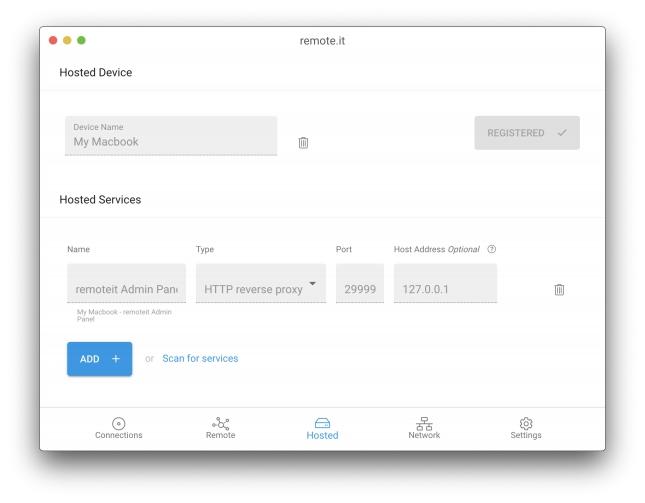 remote.it
Hosted Device
Device Name
My Macbook
REGISTERED
Hosted Services
Name Type Port Host Address Optional
remoteit Admin Pan HTTP reverse proxy 29999 127.0.0.1
My Macbook - remoteit Admin
Panel
ADD + or Scan for services
Connections Remote Hosted Network Settings